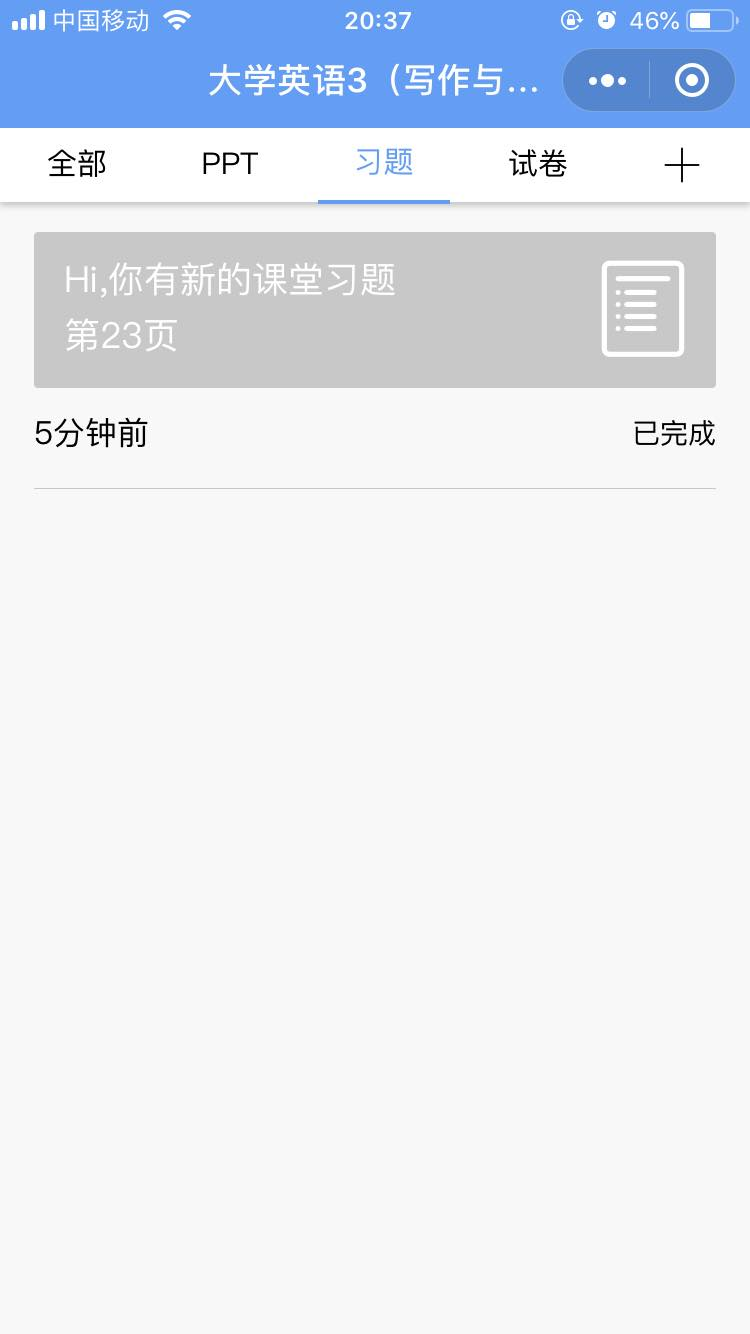 中国移动 20:37 46%
大学英语3（写作与...
全部 PPT 习题 试卷
Hi,你有新的课堂习题
第23页
5分钟前 已完成